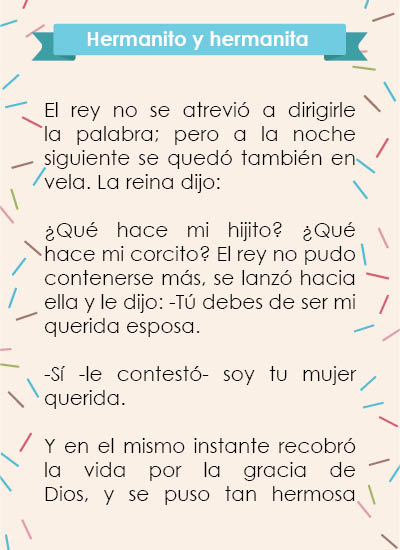 Hermanito y hermanita
El rey no se atrevió a dirigirle
la palabra; pero a la noche
siguiente se quedó también en
vela. La reina dijo:
¿Qué hace mi hijito? ¿Qué
hace mi corcito? El rey no pudo
contenerse más, se lanzó hacia
ella y le dijo: -Tú debes de ser mi
querida esposa.
-Sí -le contestó- soy tu mujer
querida.
Y en el mismo instante recobró
la vida por la gracia de
Dios, y se puso tan hermosa